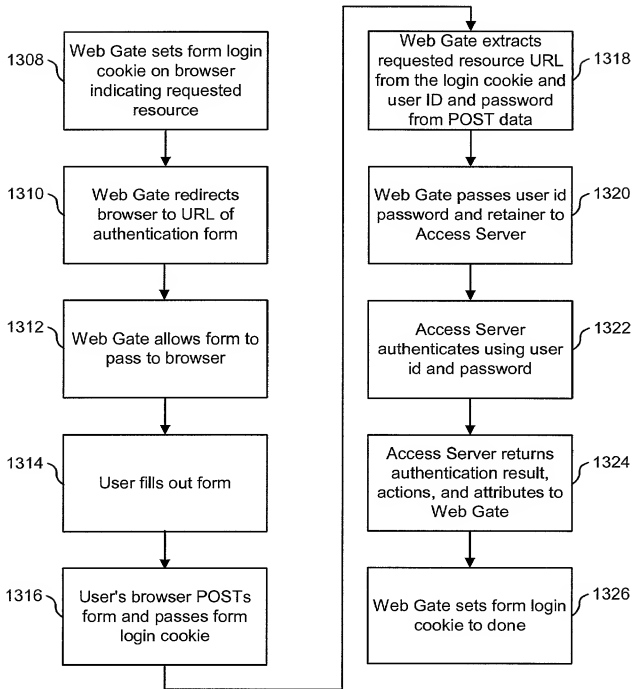 1308
Web Gate sets form login
cookie on browser
indicating requested
resource
1310
Web Gate redirects
browser to URL of
authentication form
1312
Web Gate allows form to
pass to browser
1314
User fills out form
1316
User's browser POSTs
form and passes form
login cookie
Web Gate extracts
requested resource URL
from the login cookie and
user ID and password
from POST data
1318
Web Gate passes user id
password and retainer to
Access Server
1320
Access Server
authenticates using user
id and password
1322
Access Server returns
authentication result,
actions, and attributes to
Web Gate
1324
Web Gate sets form login
cookie to done
1326